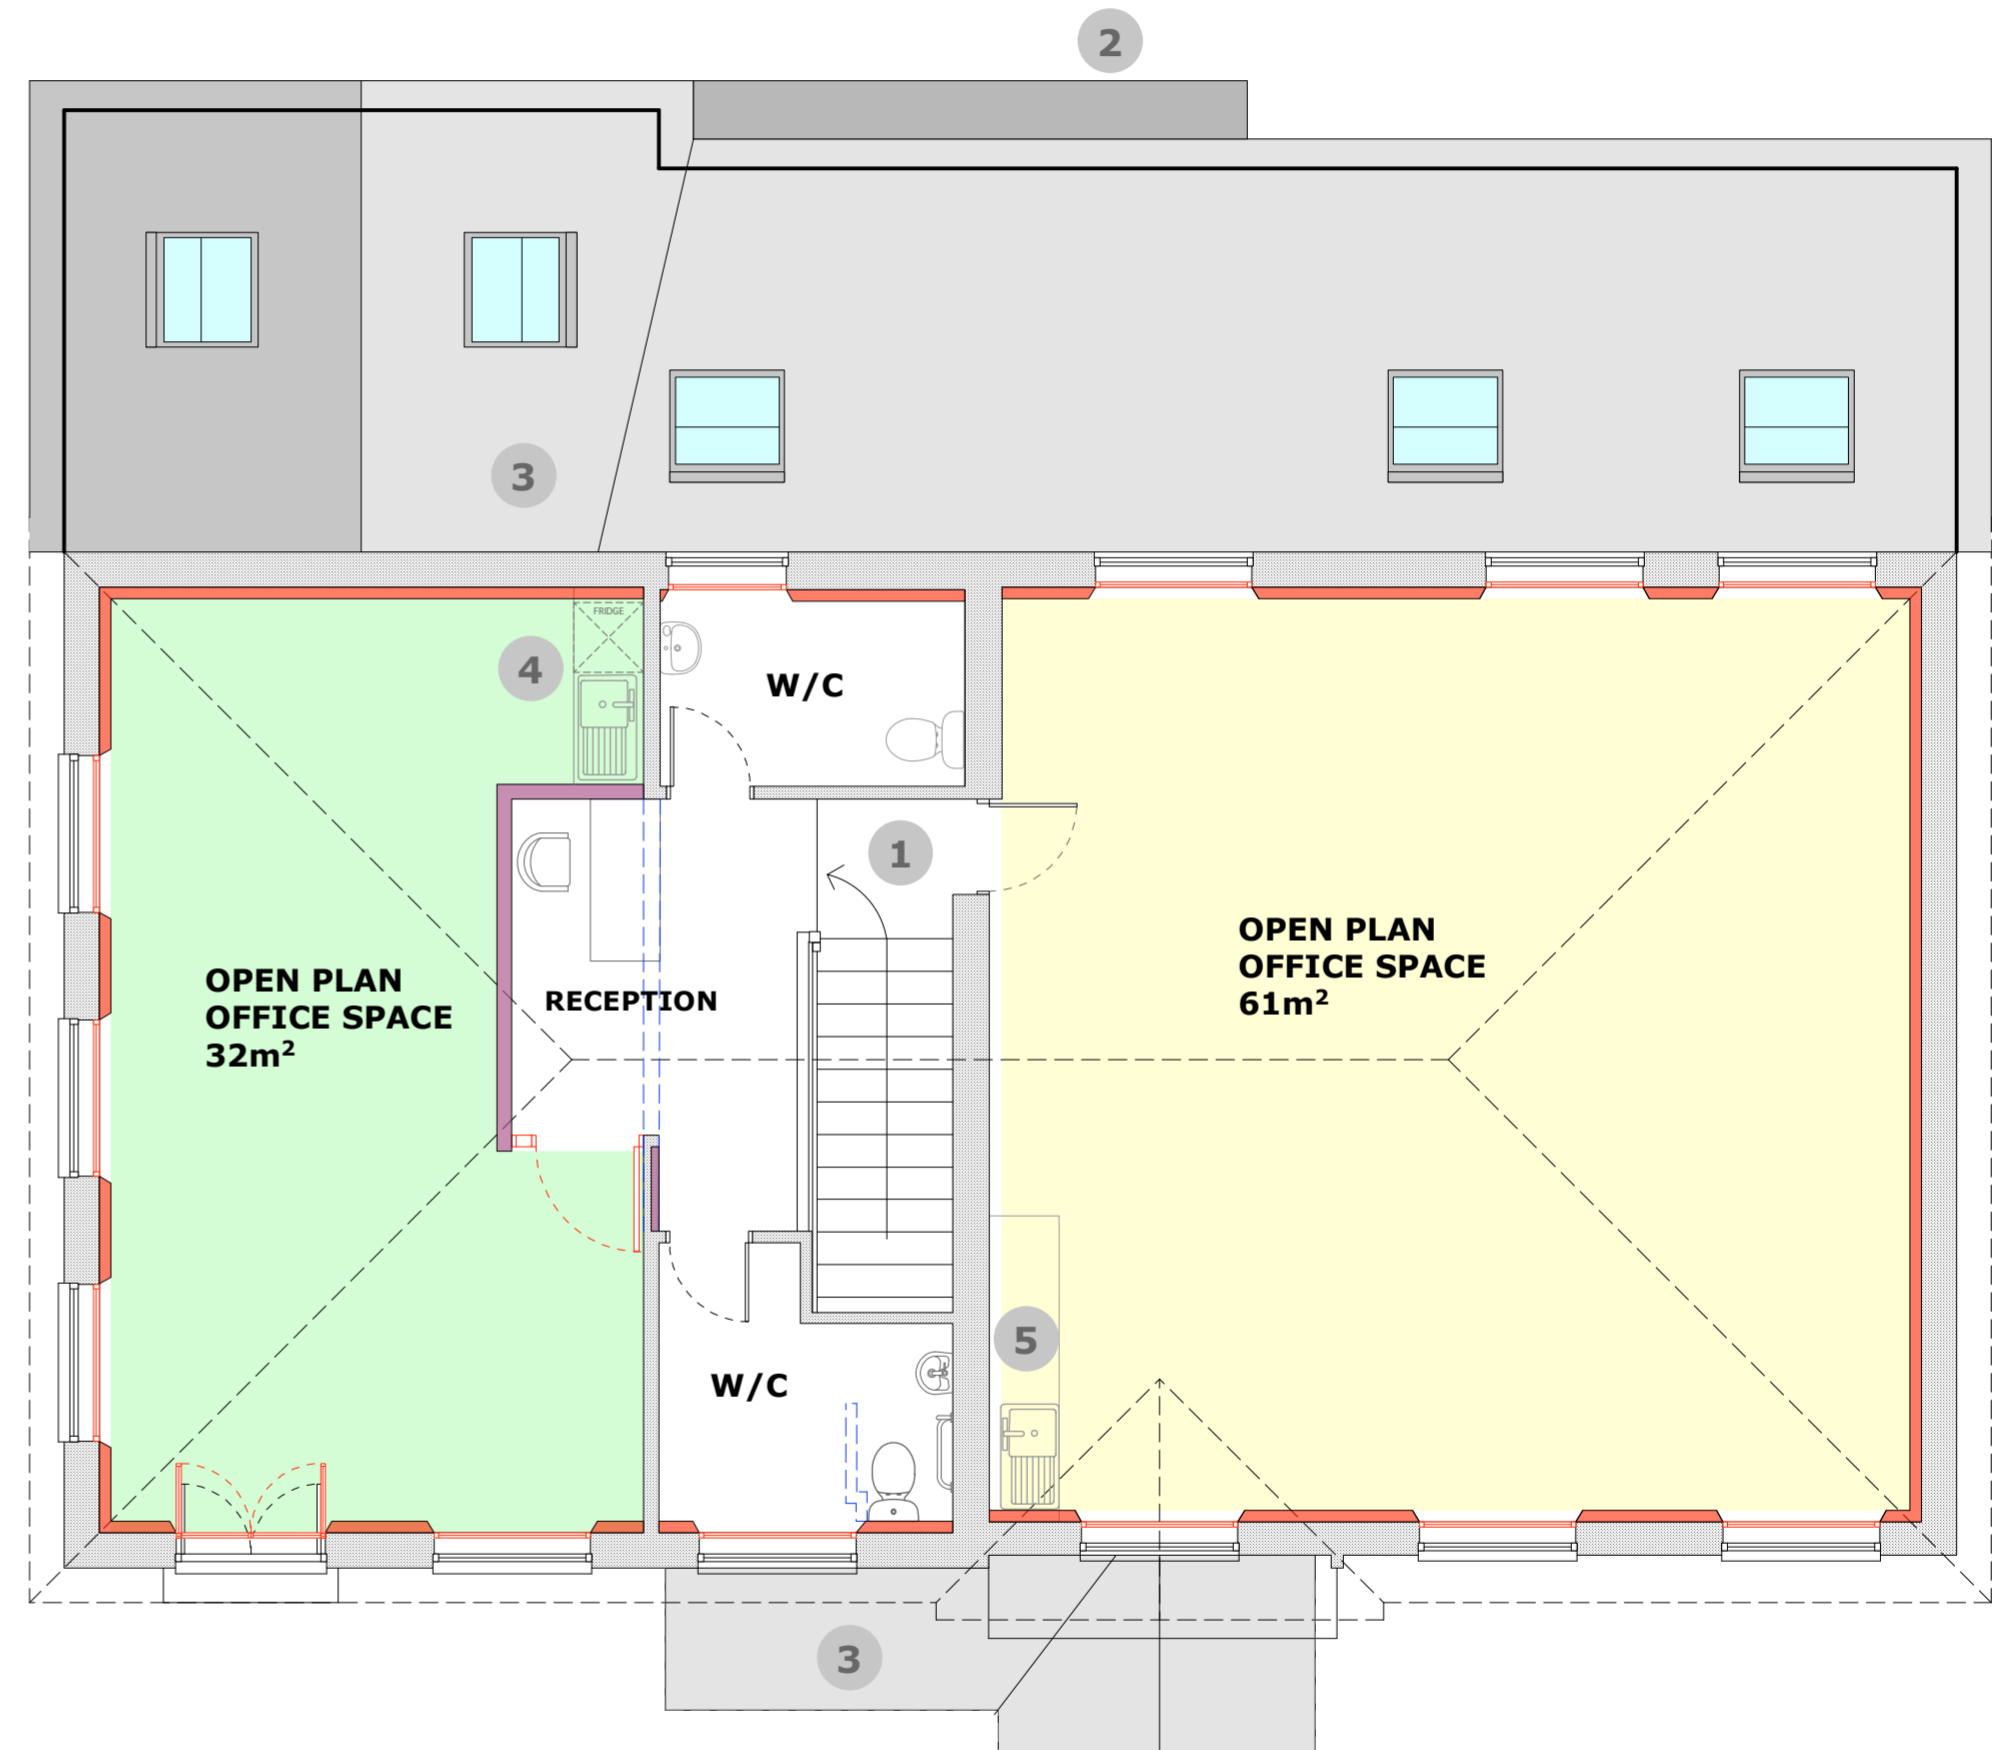 2
3
FRIDGE
4
W/C
1
OPEN PLAN
OFFICE SPACE
61m²
OPEN PLAN
OFFICE SPACE
32m²
RECEPTION
5
W/C
3